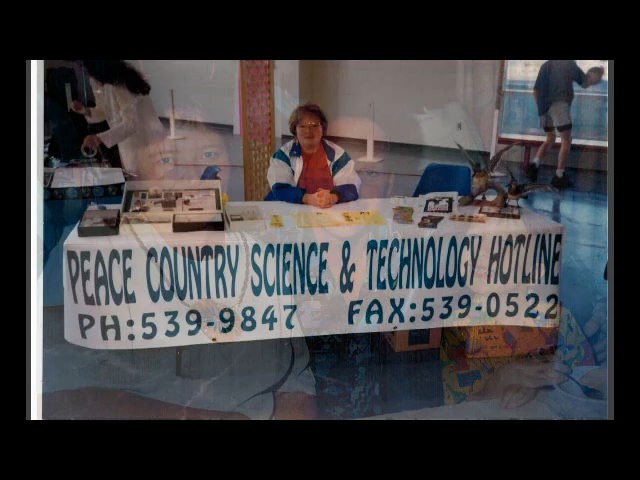 PEACE COUNTRY SCIENCE & TECHNOLOGY HOTLINE
PH:539-9847 FAX:539-0522